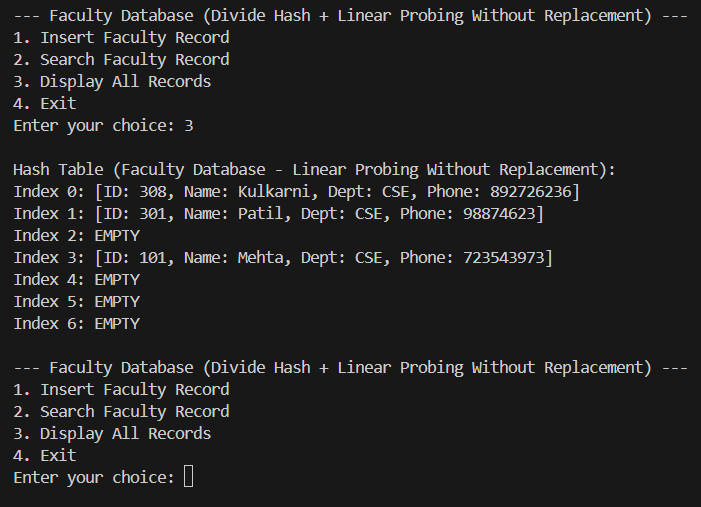 --- Faculty Database (Divide Hash + Linear Probing Without Replacement) ---
1. Insert Faculty Record
2. Search Faculty Record
3. Display All Records
4. Exit
Enter your choice: 3

Hash Table (Faculty Database - Linear Probing Without Replacement):
Index 0: [ID: 308, Name: Kulkarni, Dept: CSE, Phone: 892726236]
Index 1: [ID: 301, Name: Patil, Dept: CSE, Phone: 98874623]
Index 2: EMPTY
Index 3: [ID: 101, Name: Mehta, Dept: CSE, Phone: 723543973]
Index 4: EMPTY
Index 5: EMPTY
Index 6: EMPTY

--- Faculty Database (Divide Hash + Linear Probing Without Replacement) ---
1. Insert Faculty Record
2. Search Faculty Record
3. Display All Records
4. Exit
Enter your choice: